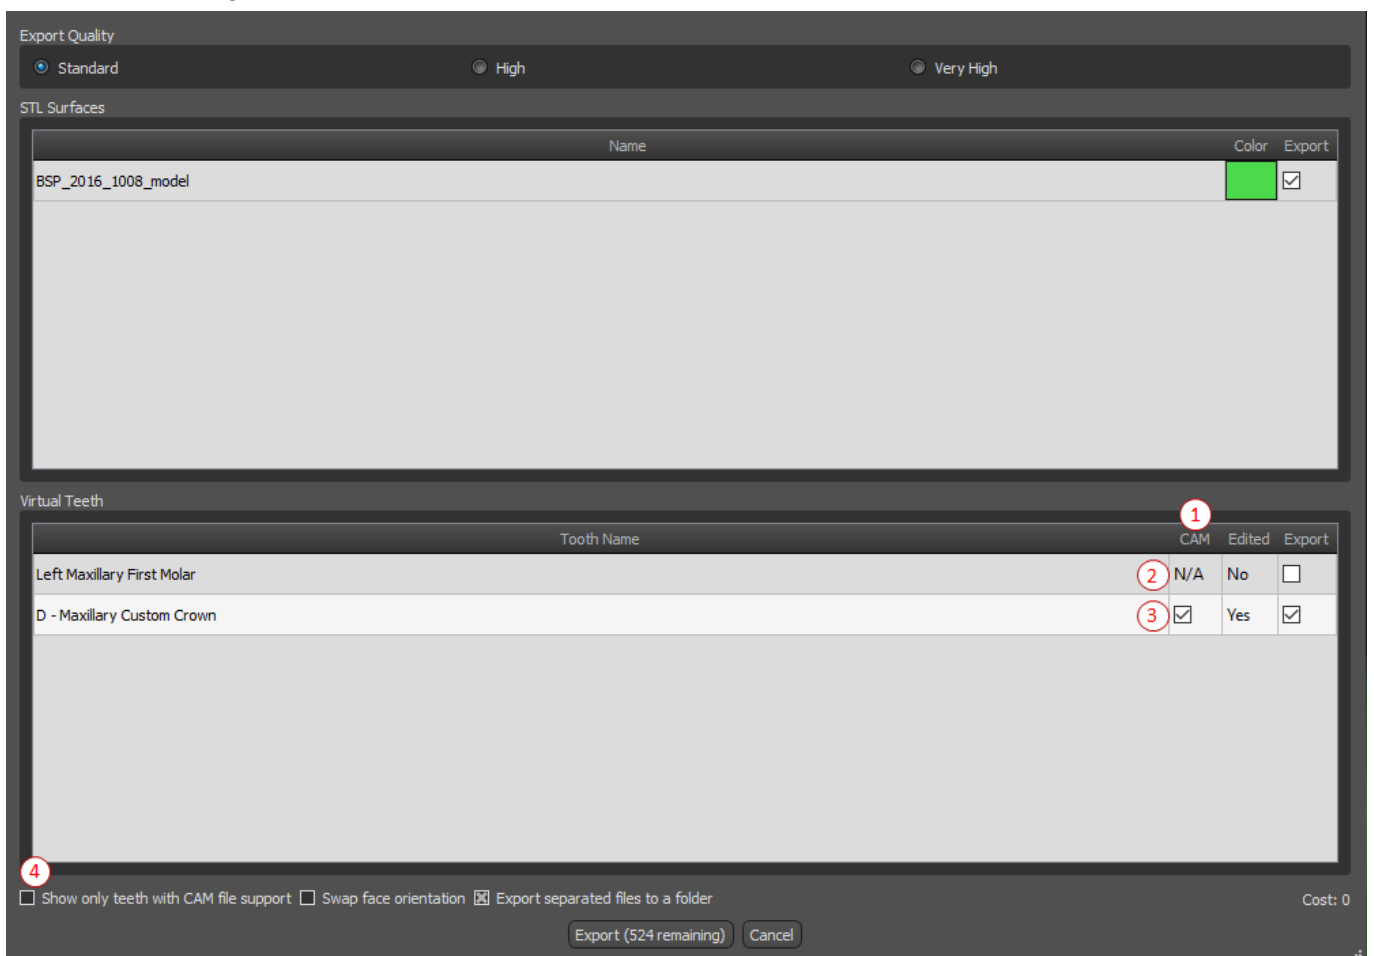 Export Quality
Standard High Very High
STL Surfaces
Name Color Export
BSP_2016_1008_model
Virtual Teeth
1
Tooth Name CAM Edited Export
Left Maxillary First Molar 2 N/A No
D - Maxillary Custom Crown 3 Yes
4
Show only teeth with CAM file support Swap face orientation Export separated files to a folder Cost: 0
Export (524 remaining) Cancel